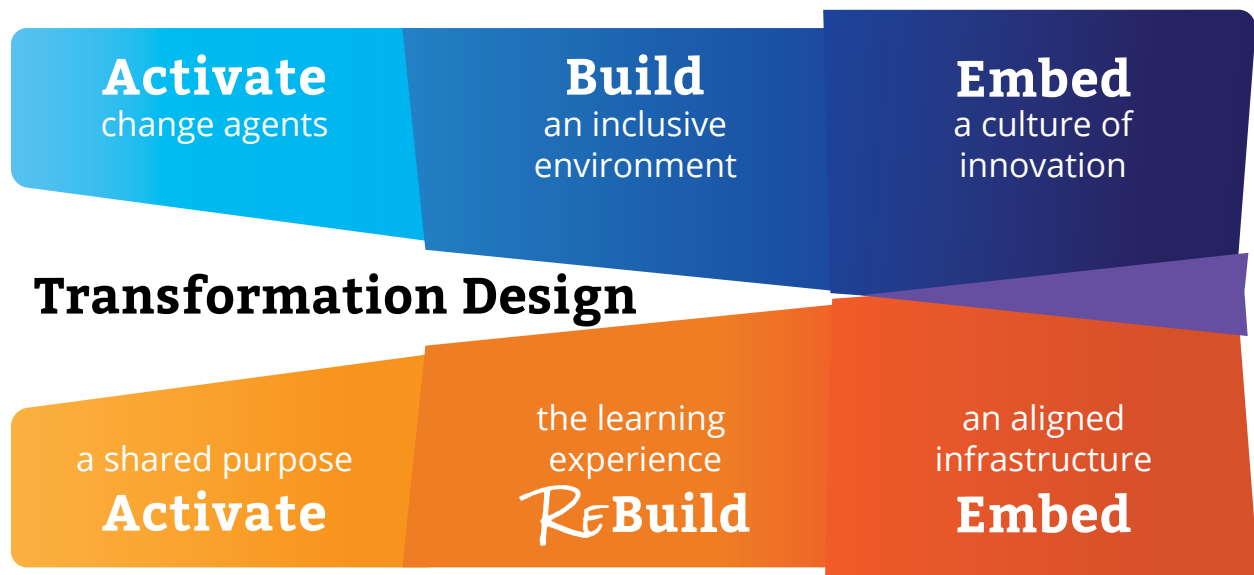 Activate
change agents
Build
an inclusive
environment
Embed
a culture of
innovation
Transformation Design
a shared purpose
Activate
the learning
experience
ReBuild
an aligned
infrastructure
Embed